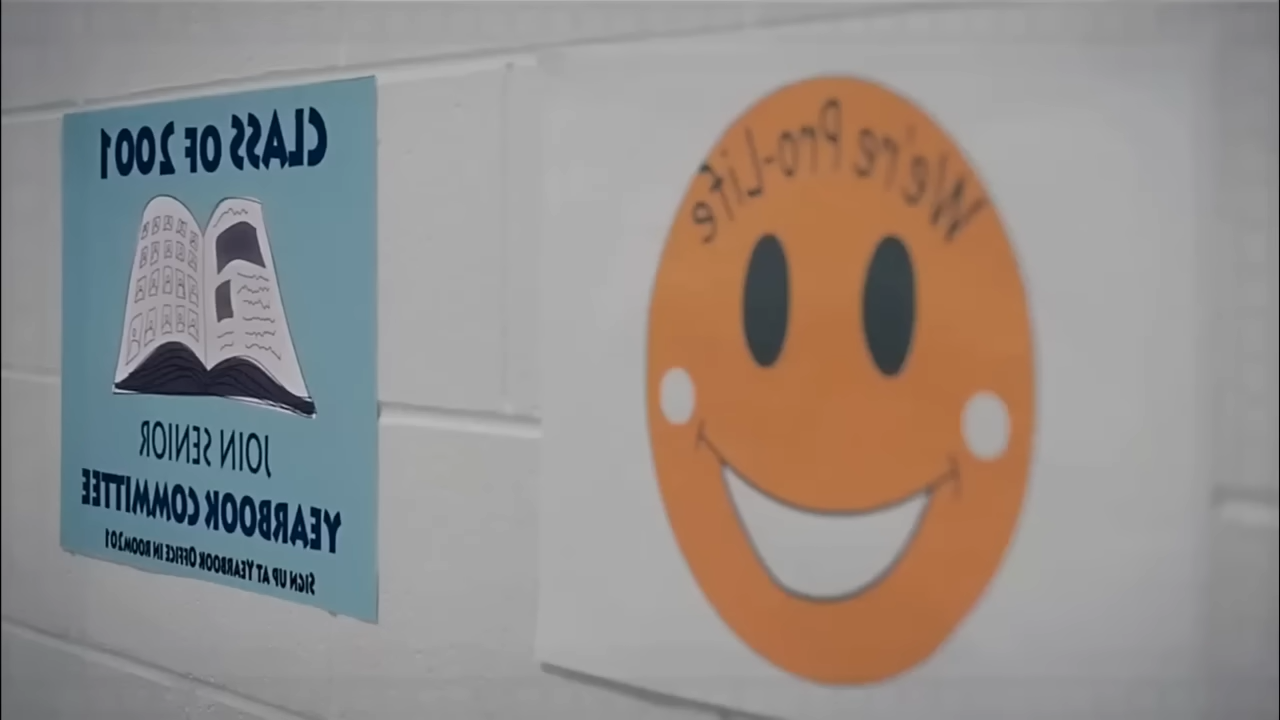 CLASS OF 2001
JOIN SENIOR
YEARBOOK COMMITTEE
SIGN UP AT YEARBOOK OFFICE IN ROOM 201
We're Pro-Life